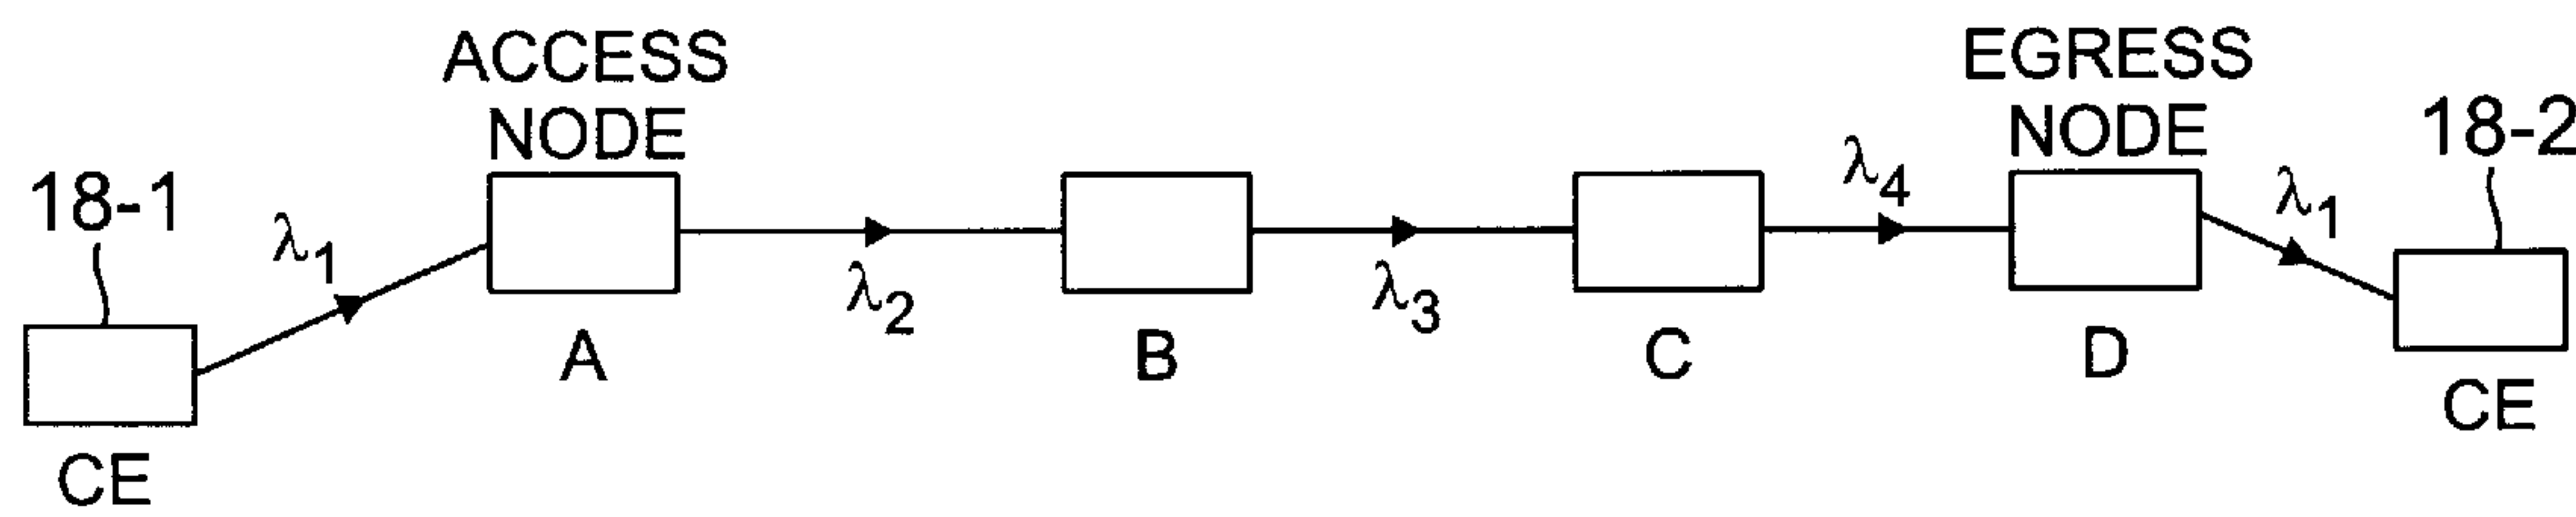 ACCESS
NODE
EGRESS
NODE
18-1
18-2
λ1
λ2
λ3
λ4
λ1
A
B
C
D
CE
CE